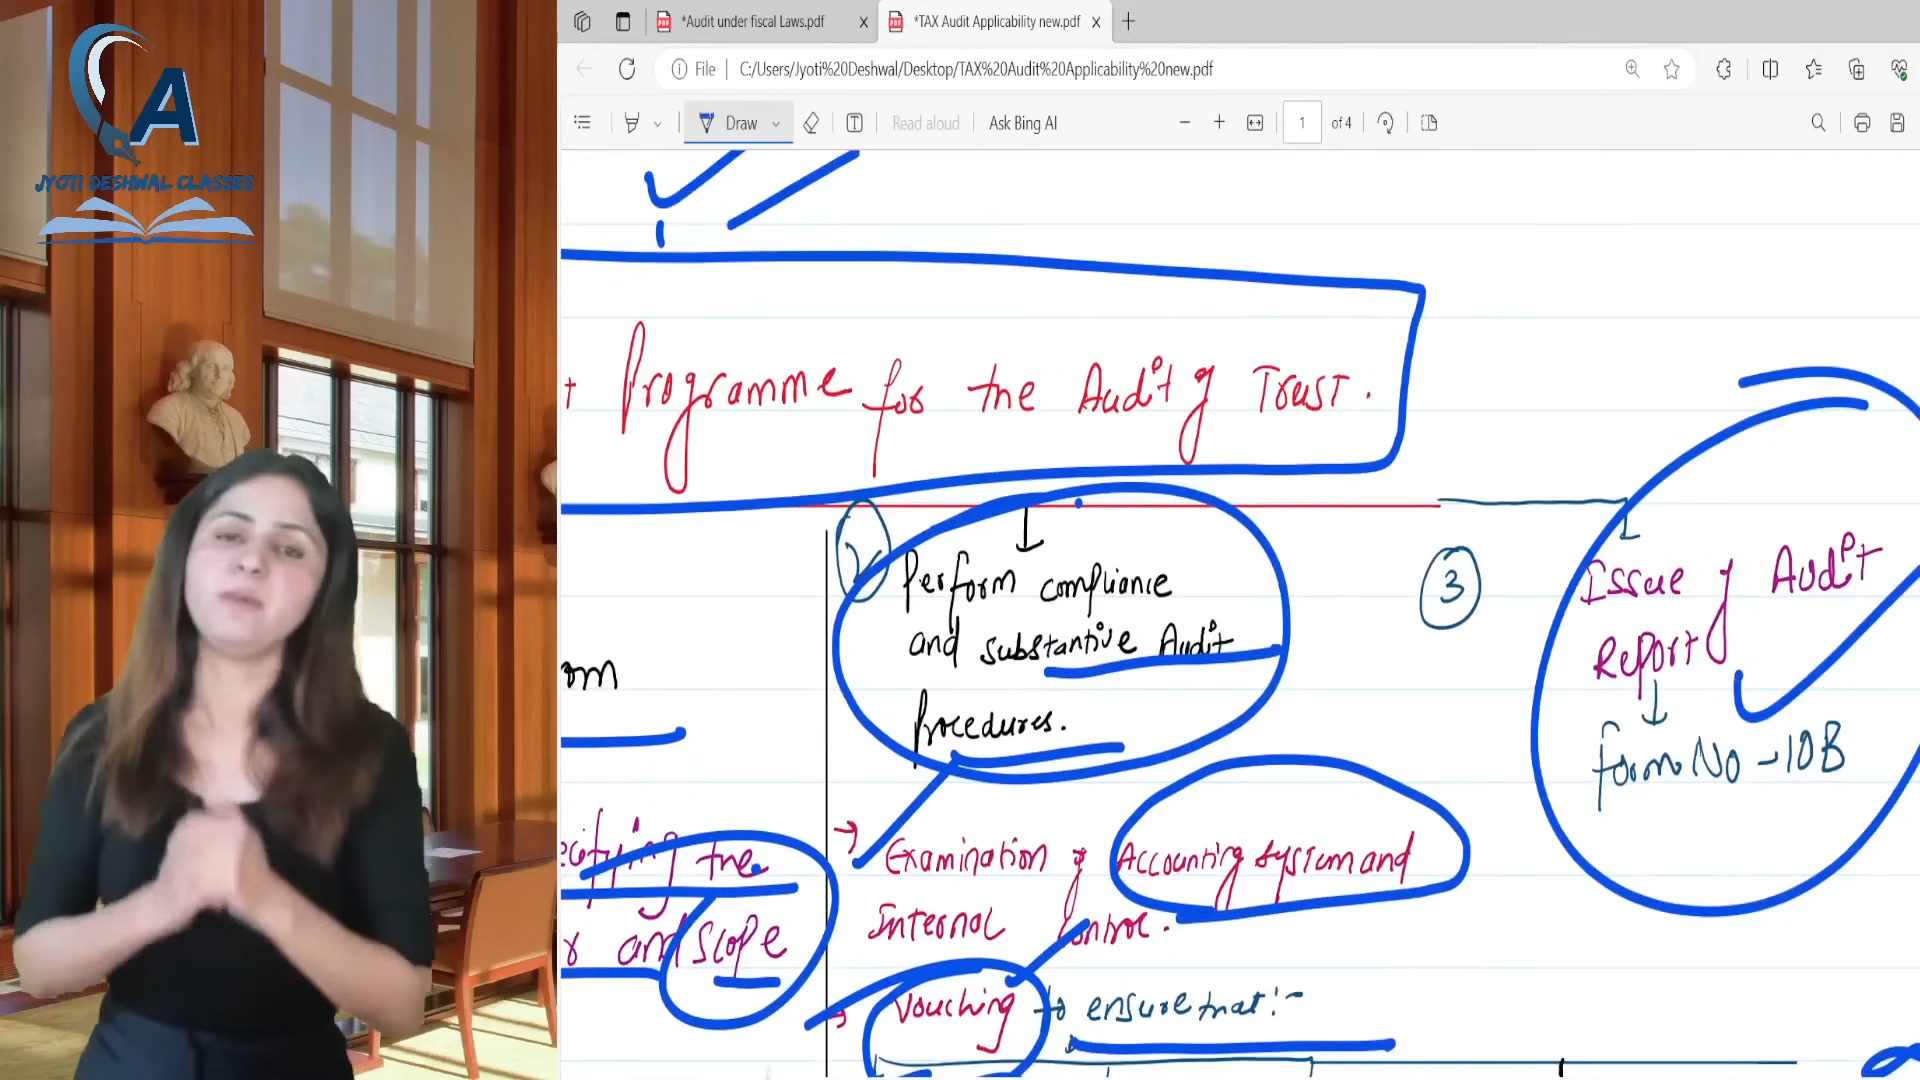 CA
JYOTI DESHWAL CLASSES
*Audit under fiscal Laws.pdf
*TAX Audit Applicability new.pdf
File
C:/Users/Jyoti%20Deshwal/Desktop/TAX%20Audit%20Applicability%20new.pdf
Draw
Read aloud
Ask Bing AI
1 of 4
Programme for the Audit of Trust.
2
Perform compliance
and substantive Audit
Procedures.
3
Issue of Audit
Report
form No - 10B
om
ecifying the
r and scope
→ Examination of Accounting System and
Internal control.
→ Vouching to ensure that :-